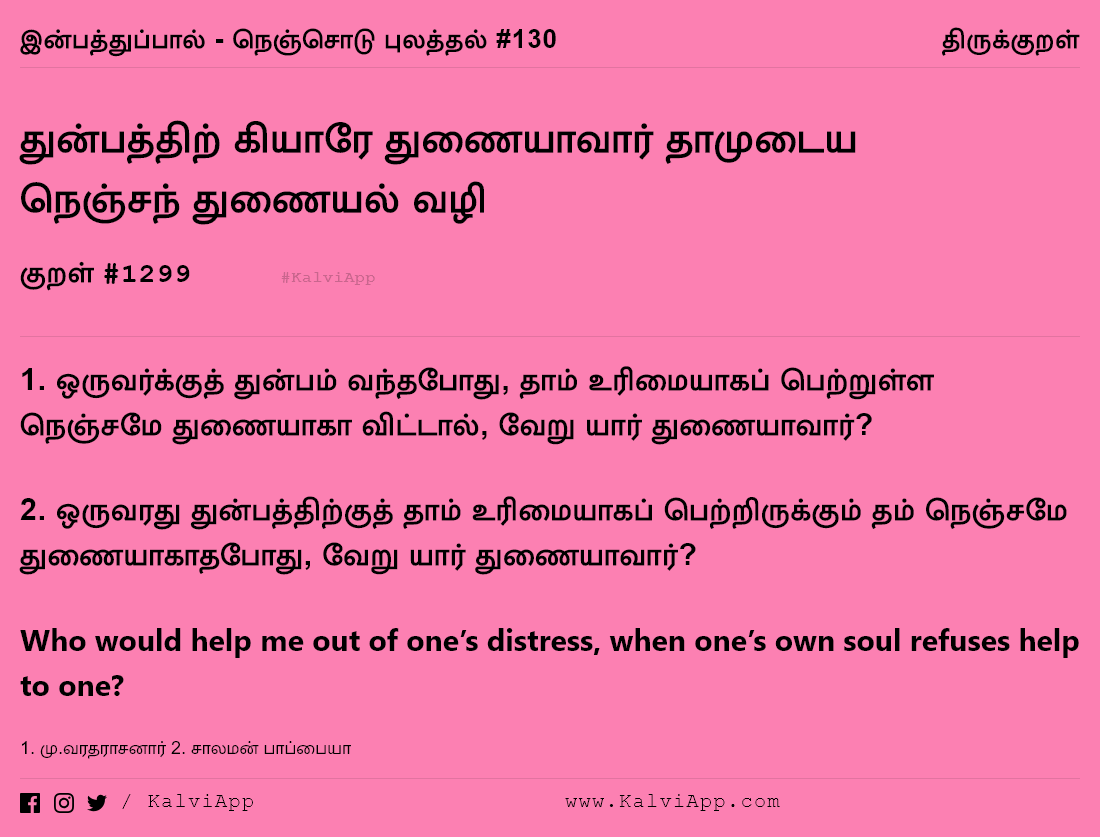 இன்பத்துப்பால் - நெஞ்சொடு புலத்தல் #130
திருக்குறள்
துன்பத்திற் கியாரே துணையாவார் தாமுடைய
நெஞ்சந் துணையல் வழி
குறள் #1299
#KalviApp
1. ஒருவர்க்குத் துன்பம் வந்தபோது, தாம் உரிமையாகப் பெற்றுள்ள
நெஞ்சமே துணையாகா விட்டால், வேறு யார் துணையாவார்?
2. ஒருவரது துன்பத்திற்குத் தாம் உரிமையாகப் பெற்றிருக்கும் தம் நெஞ்சமே
துணையாகாதபோது, வேறு யார் துணையாவார்?
Who would help me out of one’s distress, when one’s own soul refuses help
to one?
1. மு.வரதராசனார் 2. சாலமன் பாப்பையா
/ KalviApp
www.KalviApp.com